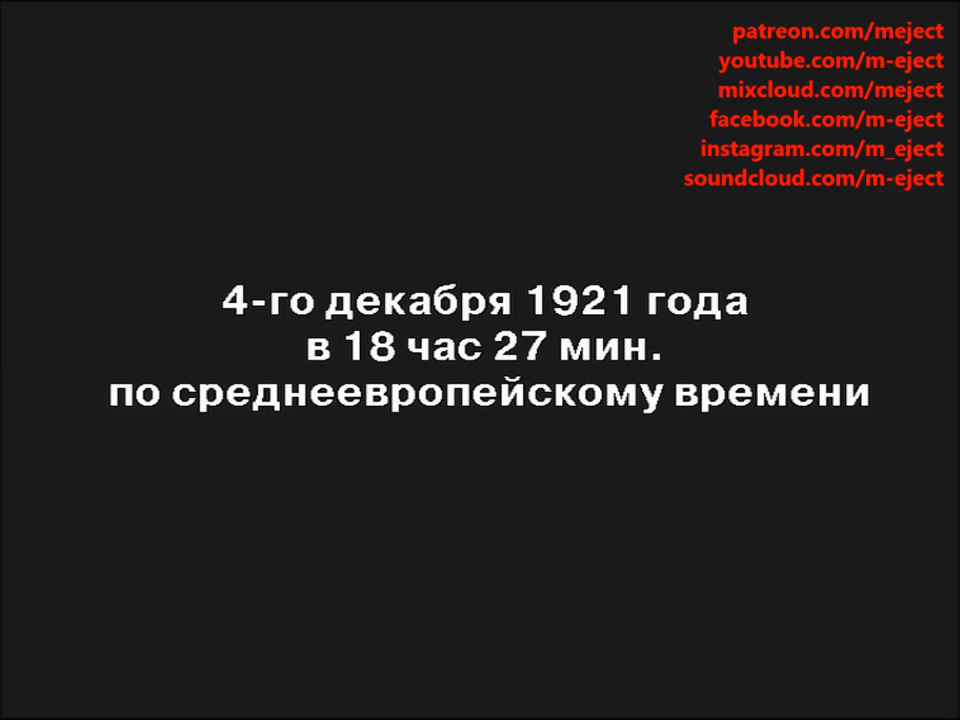 patreon.com/meject
youtube.com/m-eject
mixcloud.com/meject
facebook.com/m-eject
instagram.com/m_eject
soundcloud.com/m-eject
4-го декабря 1921 года
в 18 час 27 мин.
по среднеевропейскому времени